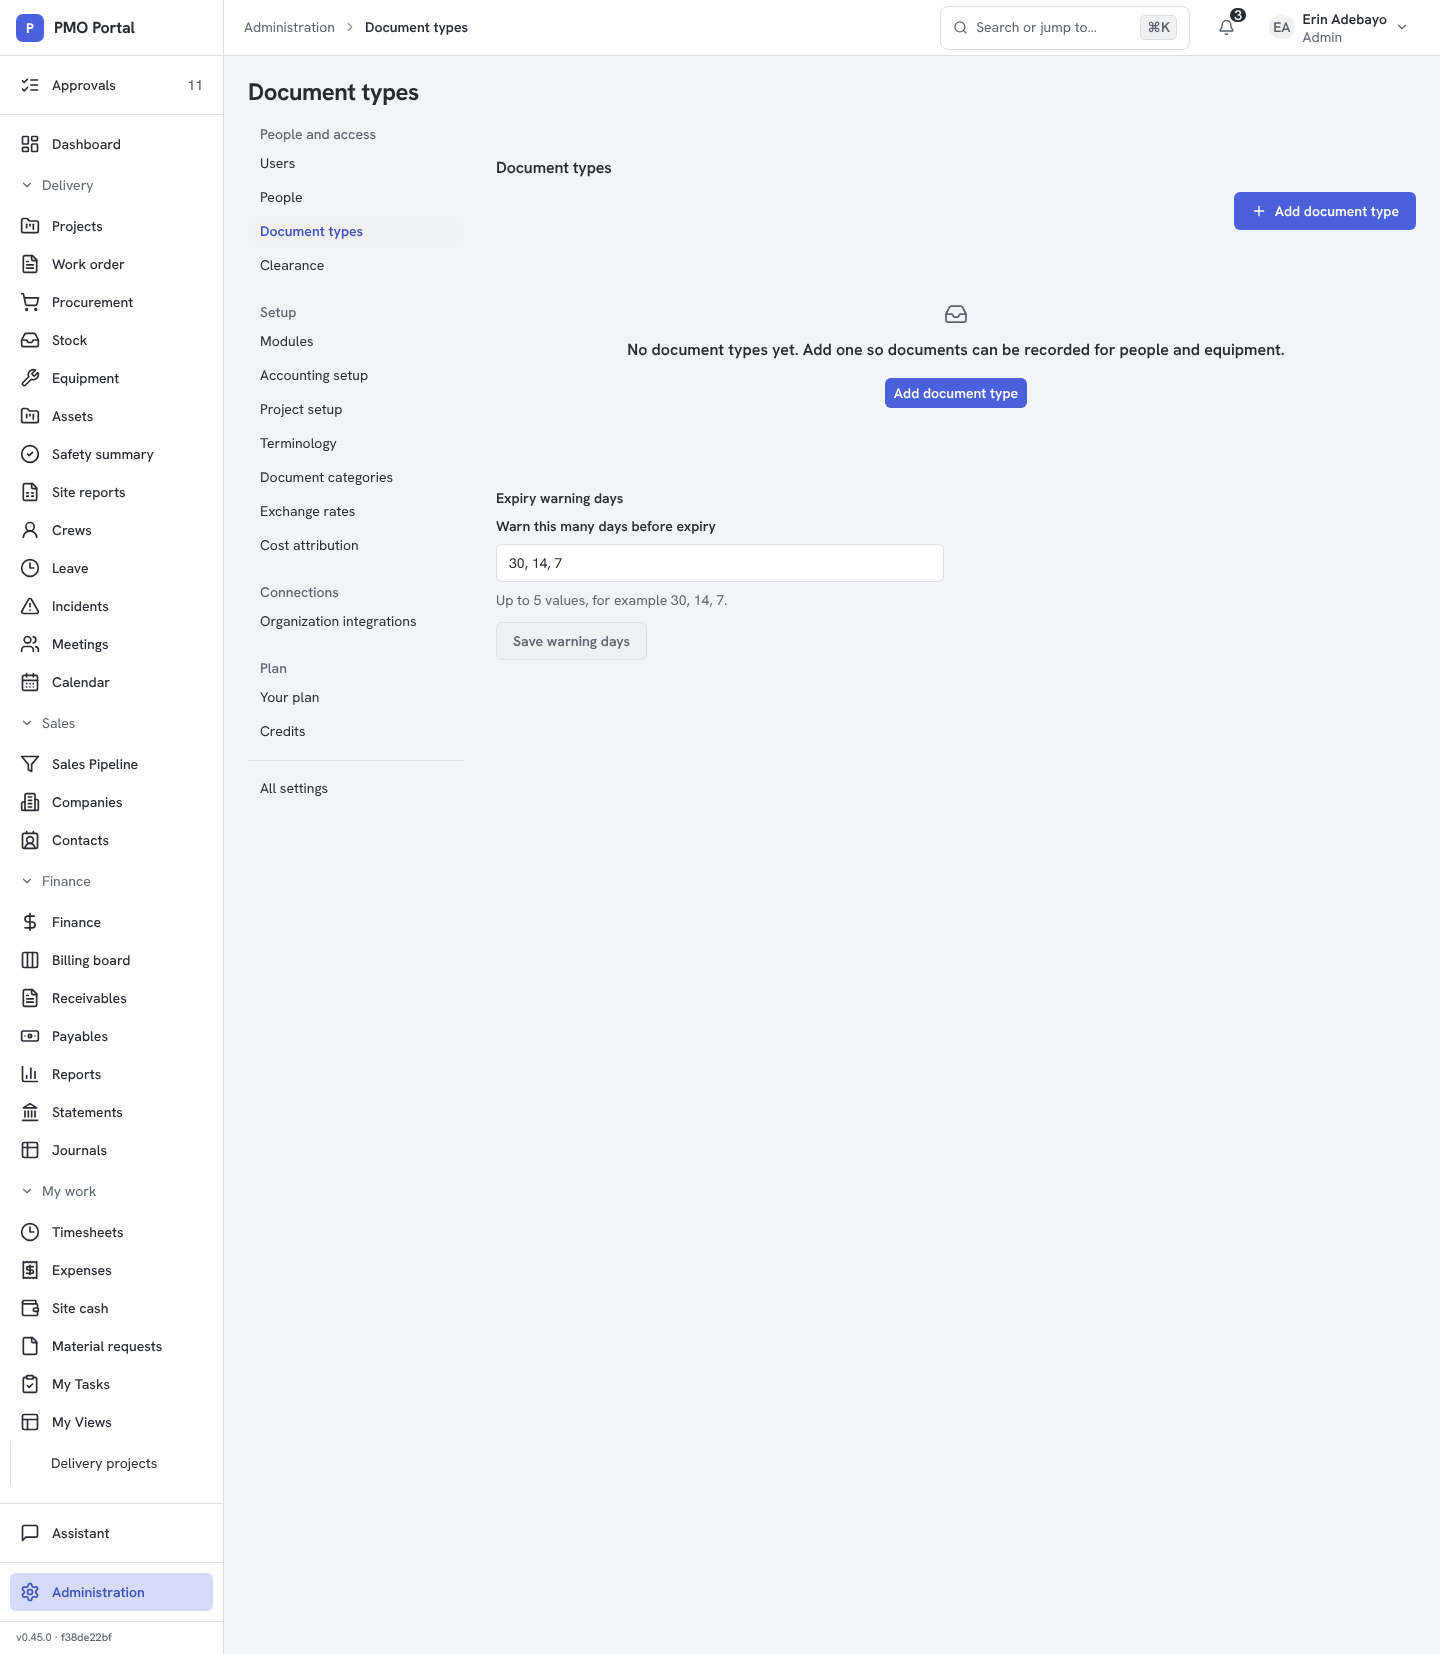 P PMO Portal
Administration > Document types
Search or jump to...
⌘K
3
EA
Erin Adebayo
Admin
Approvals 11
Dashboard
Delivery
Projects
Work order
Procurement
Stock
Equipment
Assets
Safety summary
Site reports
Crews
Leave
Incidents
Meetings
Calendar
Sales
Sales Pipeline
Companies
Contacts
Finance
Finance
Billing board
Receivables
Payables
Reports
Statements
Journals
My work
Timesheets
Expenses
Site cash
Material requests
My Tasks
My Views
Delivery projects
Assistant
Administration
v0.45.0 · f38de22bf
Document types
People and access
Users
People
Document types
Clearance
Setup
Modules
Accounting setup
Project setup
Terminology
Document categories
Exchange rates
Cost attribution
Connections
Organization integrations
Plan
Your plan
Credits
All settings
Document types
+ Add document type
No document types yet. Add one so documents can be recorded for people and equipment.
Add document type
Expiry warning days
Warn this many days before expiry
30, 14, 7
Up to 5 values, for example 30, 14, 7.
Save warning days